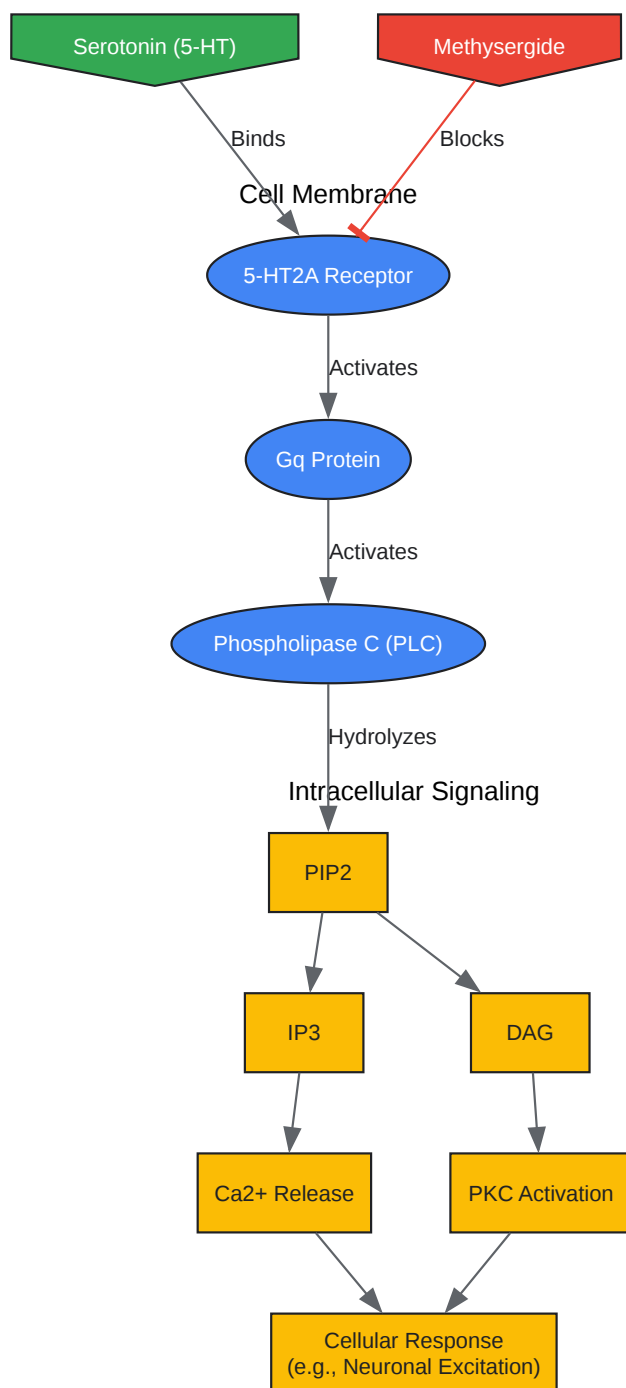 Serotonin (5-HT)
Methysergide
Binds
Blocks
Cell Membrane
5-HT2A Receptor
Activates
Gq Protein
Activates
Phospholipase C (PLC)
Hydrolyzes
Intracellular Signaling
PIP2
IP3
DAG
Ca2+ Release
PKC Activation
Cellular Response
(e.g., Neuronal Excitation)